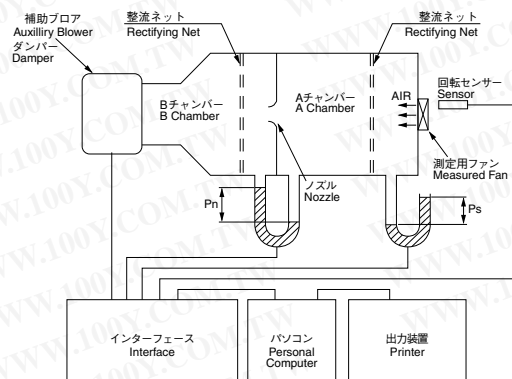 補助ブロア
Auxilliry Blower
ダンパー
Damper
整流ネット
Rectifying Net
整流ネット
Rectifying Net
Bチャンバー
B Chamber
Aチャンバー
A Chamber
AIR
回転センサー
Sensor
測定用ファン
Measured Fan
ノズル
Nozzle
Pn
Ps
インターフェース
Interface
パソコン
Personal
Computer
出力装置
Printer
WWW.100Y.COM.TW